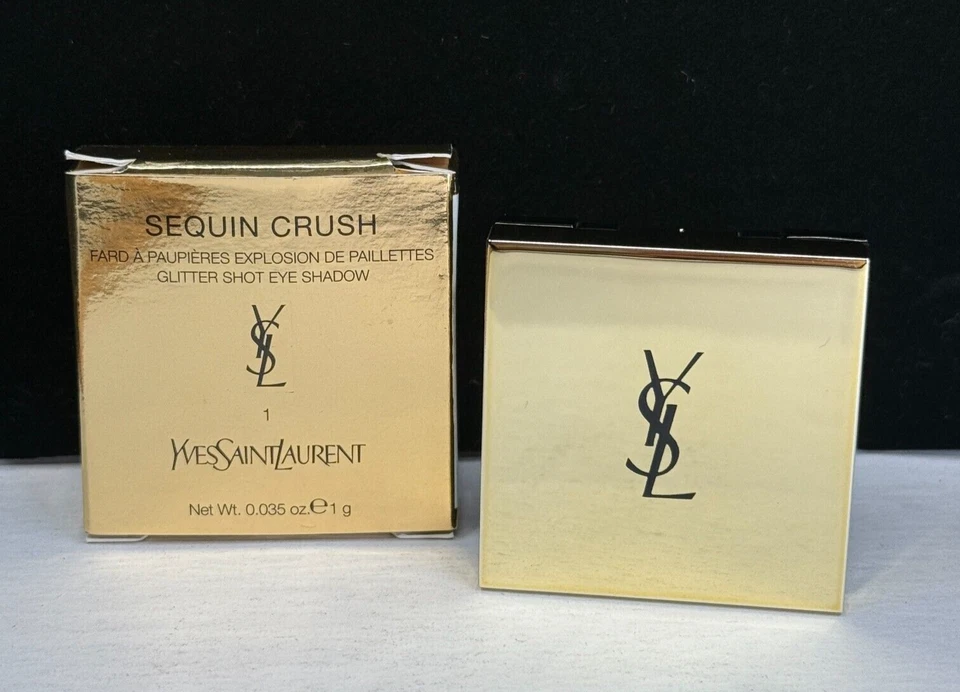 SEQUIN CRUSH
FARD À PAUPIÈRES EXPLOSION DE PAILLETTES
GLITTER SHOT EYE SHADOW
YSL
1
YVESSAINTLAURENT
Net Wt. 0.035 oz.℮1 g
YSL